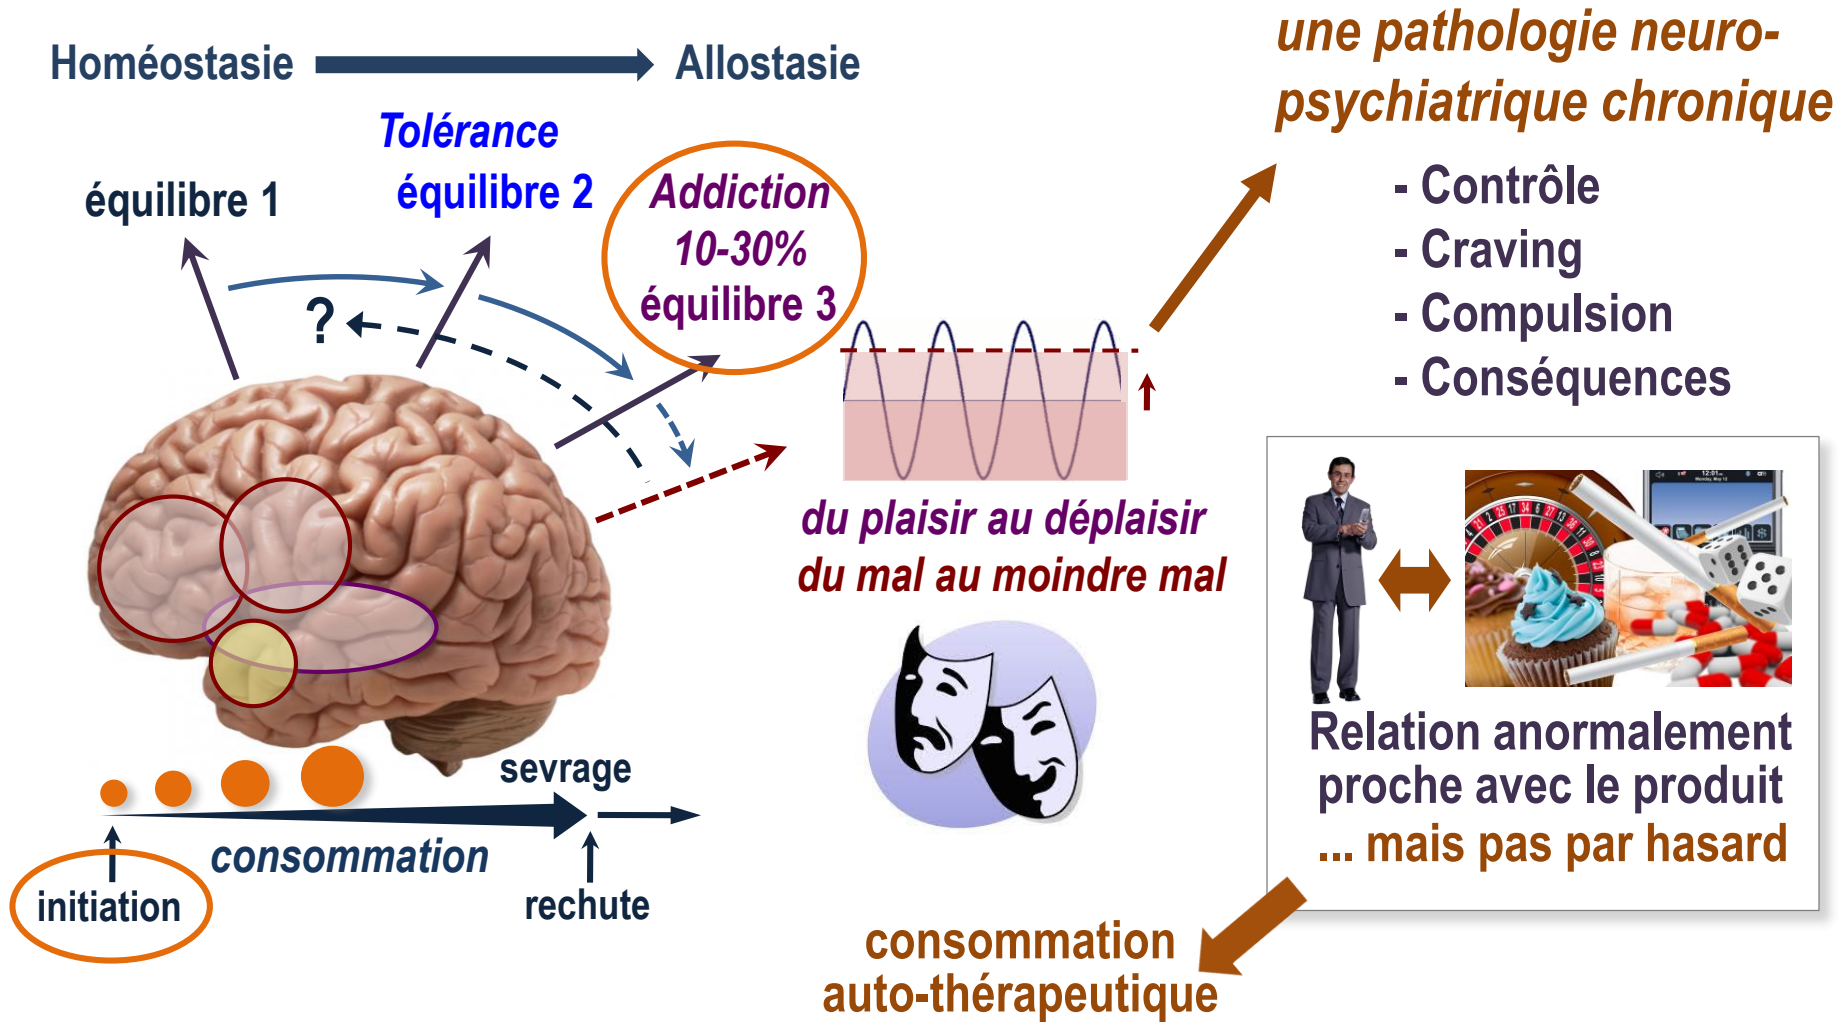 Homéostasie
Allostasie
une pathologie neuro-
psychiatrique chronique
Tolérance
équilibre 1
équilibre 2
Addiction
10-30%
équilibre 3
?
- Contrôle
- Craving
- Compulsion
- Conséquences
du plaisir au déplaisir
du mal au moindre mal
Relation anormalement
proche avec le produit
... mais pas par hasard
sevrage
consommation
initiation
rechute
consommation
auto-thérapeutique
12:01